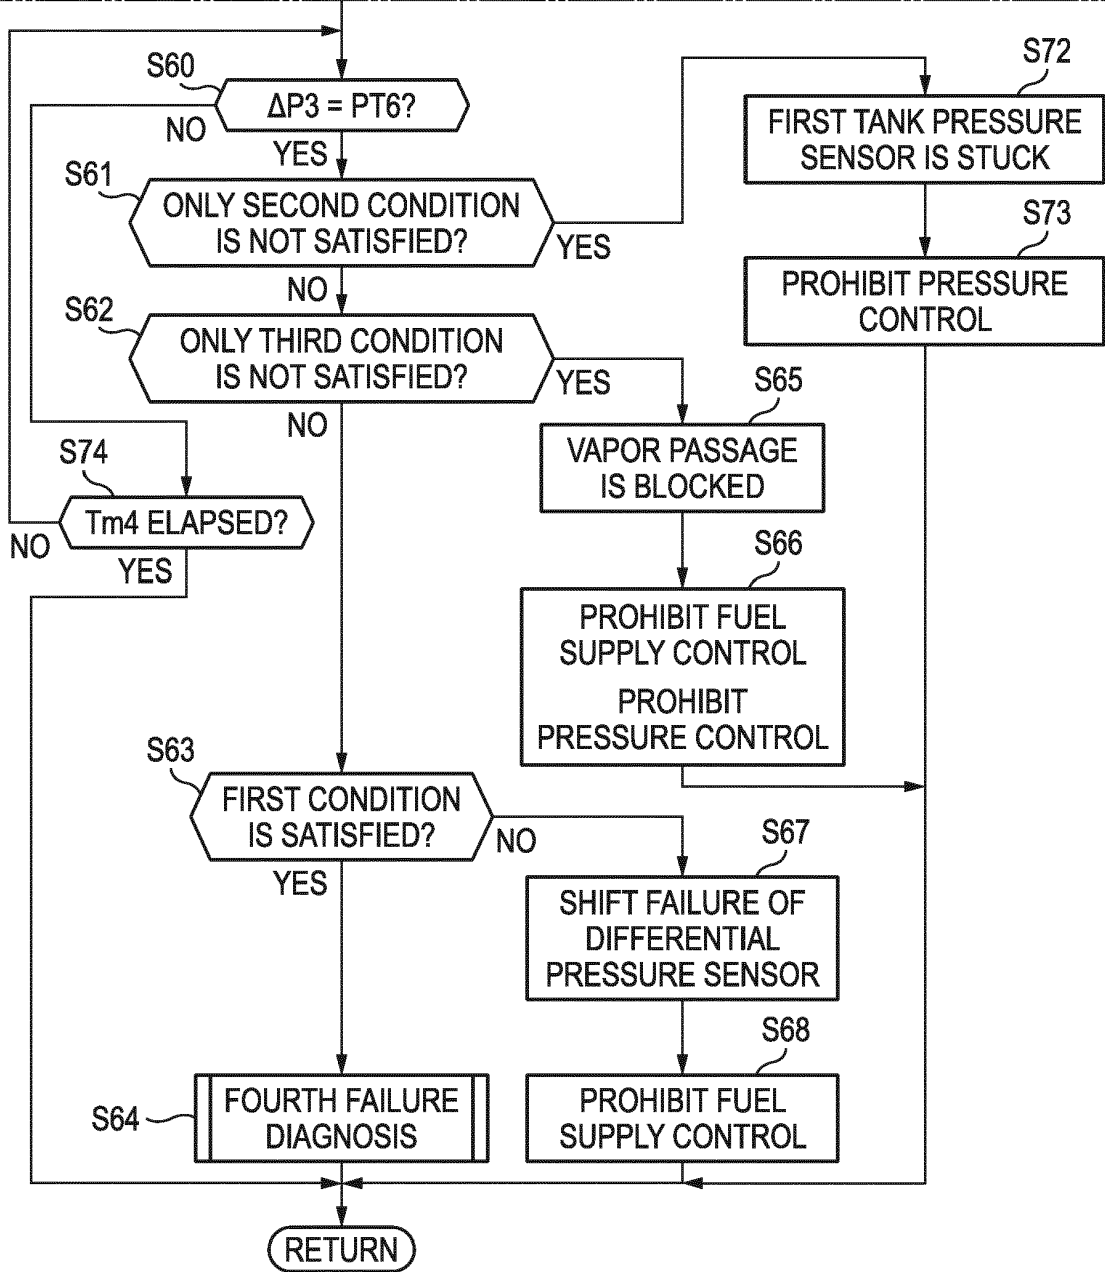 S60
ΔP3 = PT6?
NO
YES
S61
ONLY SECOND CONDITION
IS NOT SATISFIED?
YES
NO
S72
FIRST TANK PRESSURE
SENSOR IS STUCK
S73
PROHIBIT PRESSURE
CONTROL
S62
ONLY THIRD CONDITION
IS NOT SATISFIED?
YES
NO
S65
VAPOR PASSAGE
IS BLOCKED
S74
Tm4 ELAPSED?
NO
YES
S66
PROHIBIT FUEL
SUPPLY CONTROL
PROHIBIT
PRESSURE CONTROL
S63
FIRST CONDITION
IS SATISFIED?
NO
YES
S67
SHIFT FAILURE OF
DIFFERENTIAL
PRESSURE SENSOR
S68
PROHIBIT FUEL
SUPPLY CONTROL
S64
FOURTH FAILURE
DIAGNOSIS
RETURN